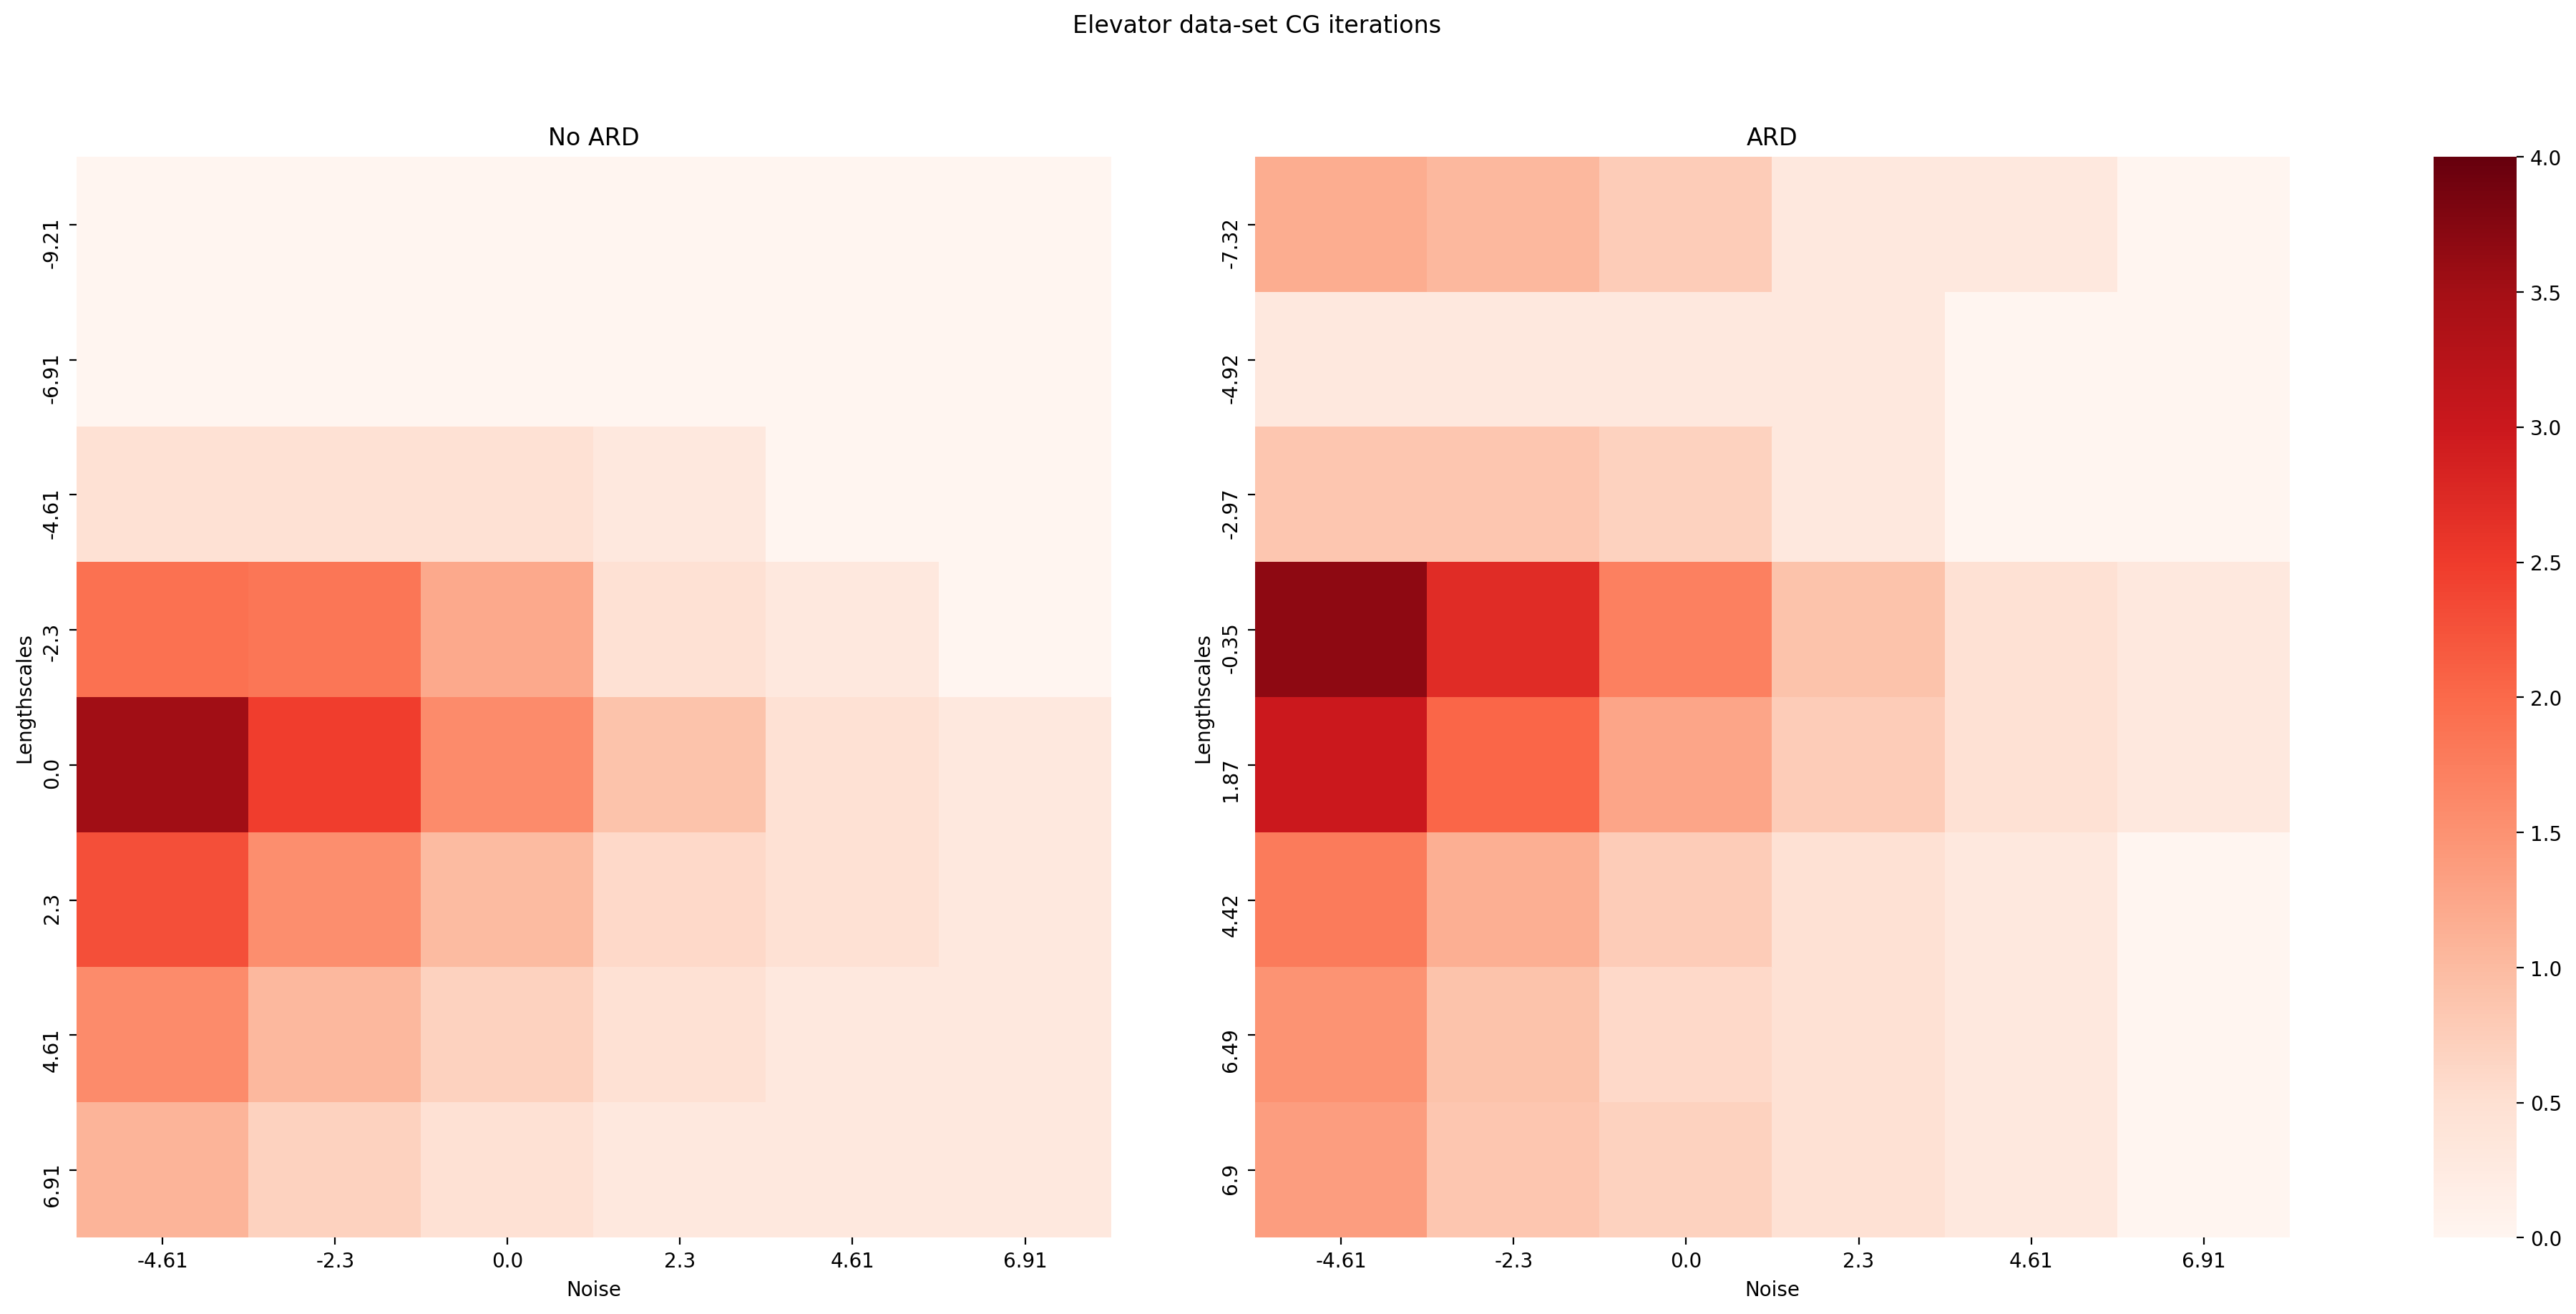 Elevator data-set CG iterations
No ARD
Lengthscales
-9.21
-6.91
-4.61
-2.3
0.0
2.3
4.61
6.91
-4.61 -2.3 0.0 2.3 4.61 6.91
Noise
ARD
Lengthscales
-7.32
-4.92
-2.97
-0.35
1.87
4.42
6.49
6.9
-4.61 -2.3 0.0 2.3 4.61 6.91
Noise
4.0
3.5
3.0
2.5
2.0
1.5
1.0
0.5
0.0